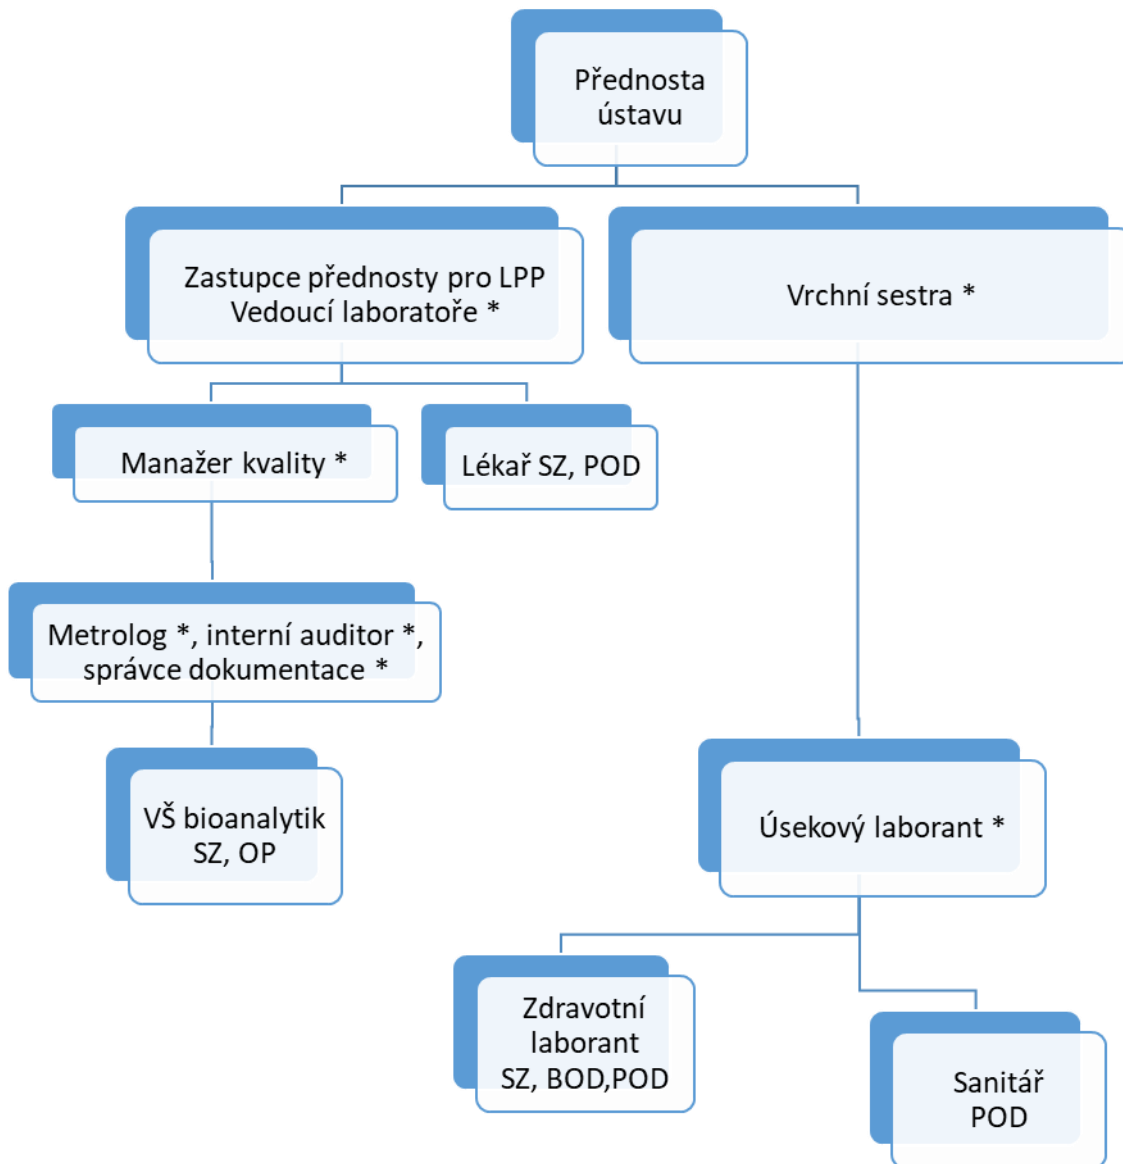 Přednosta
ústavu
Zastupce přednosty pro LPP
Vedoucí laboratoře *
Vrchní sestra *
Manažer kvality *
Lékař SZ, POD
Metrolog *, interní auditor *,
správce dokumentace *
VŠ bioanalytik
SZ, OP
Úsekový laborant *
Zdravotní
laborant
SZ, BOD,POD
Sanitář
POD